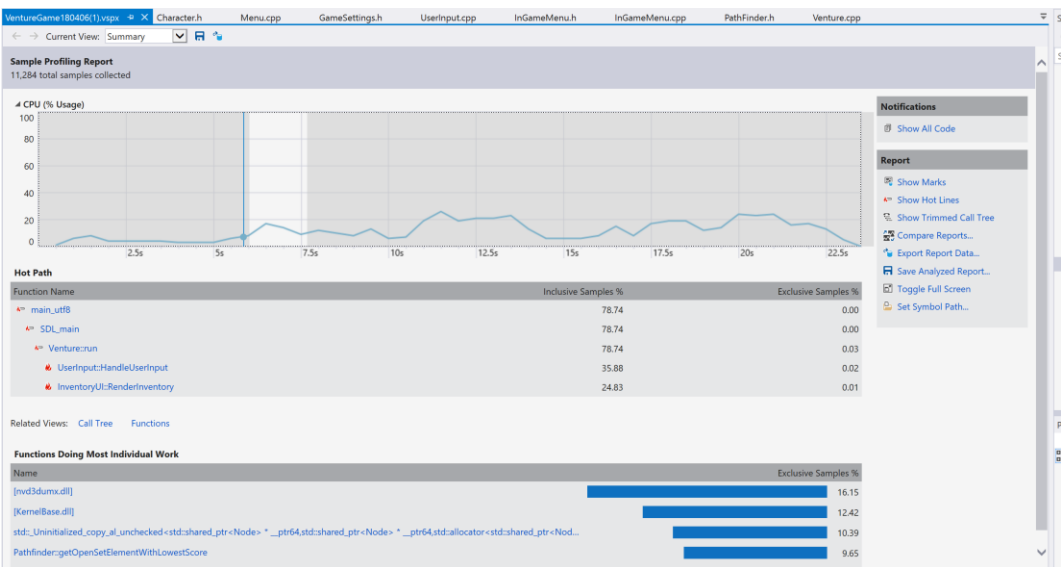 VentureGame180406(1).vspx Character.h Menu.cpp GameSettings.h UserInput.cpp InGameMenu.h InGameMenu.cpp PathFinder.h Venture.cpp
Current View: Summary
Sample Profiling Report
11,284 total samples collected
CPU (% Usage)
100
80
60
40
20
0
2.5s 5s 7.5s 10s 12.5s 15s 17.5s 20s 22.5s
Hot Path
Function Name Inclusive Samples % Exclusive Samples %
main_utf8 78.74 0.00
SDL_main 78.74 0.00
Venture::run 78.74 0.03
UserInput::HandleUserInput 35.88 0.02
InventoryUI::RenderInventory 24.83 0.01
Related Views: Call Tree Functions
Functions Doing Most Individual Work
Name Exclusive Samples %
[nvd3dumx.dll] 16.15
[KernelBase.dll] 12.42
std::_Uninitialized_copy_al_unchecked<std::shared_ptr<Node> * __ptr64,std::shared_ptr<Node> * __ptr64,std::allocator<std::shared_ptr<Nod... 10.39
Pathfinder::getOpenSetElementWithLowestScore 9.65
Notifications
Show All Code
Report
Show Marks
Show Hot Lines
Show Trimmed Call Tree
Compare Reports...
Export Report Data...
Save Analyzed Report...
Toggle Full Screen
Set Symbol Path...